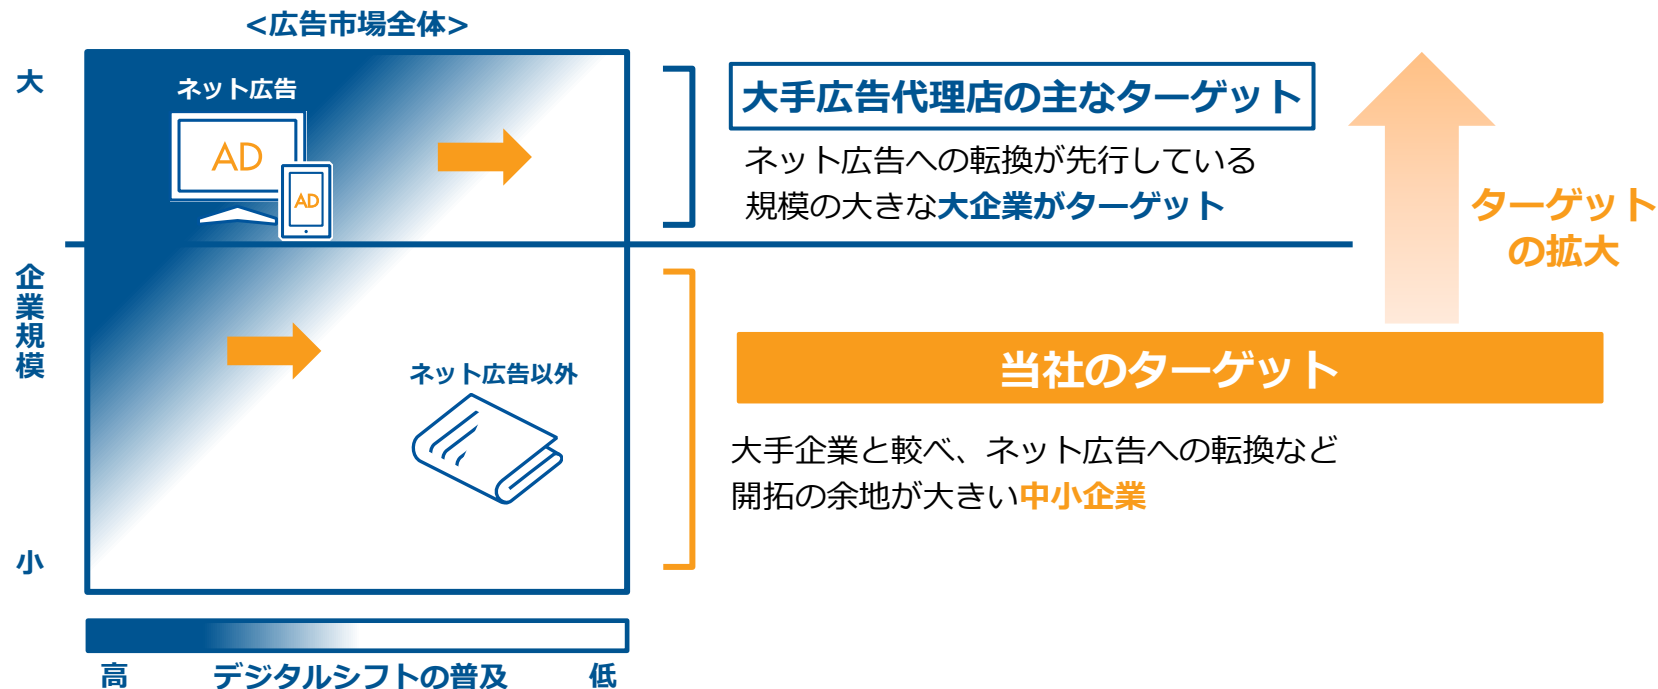 <広告市場全体>
大
企業規模
小
ネット広告
AD
AD
ネット広告以外
高
デジタルシフトの普及
低
大手広告代理店の主なターゲット
ネット広告への転換が先行している
規模の大きな大企業がターゲット
ターゲット
の拡大
当社のターゲット
大手企業と較べ、ネット広告への転換など
開拓の余地が大きい中小企業